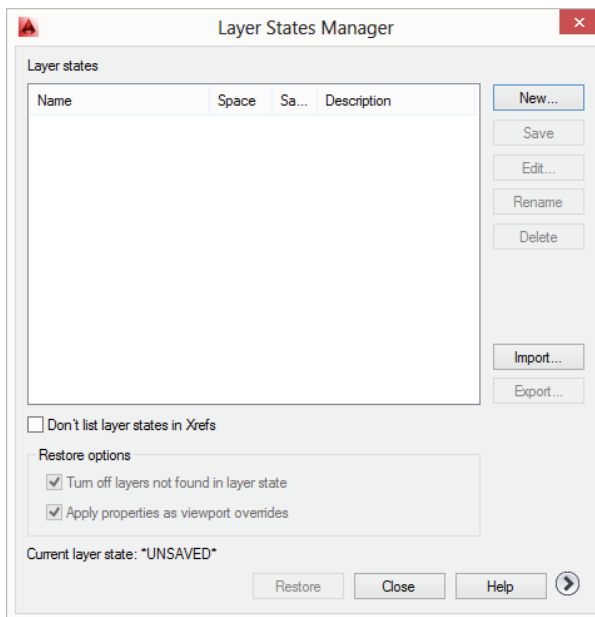 Layer States Manager
Layer states
Name Space Sa... Description
New...
Save
Edit...
Rename
Delete
Import...
Export...
Don't list layer states in Xrefs
Restore options
Turn off layers not found in layer state
Apply properties as viewport overrides
Current layer state: *UNSAVED*
Restore Close Help